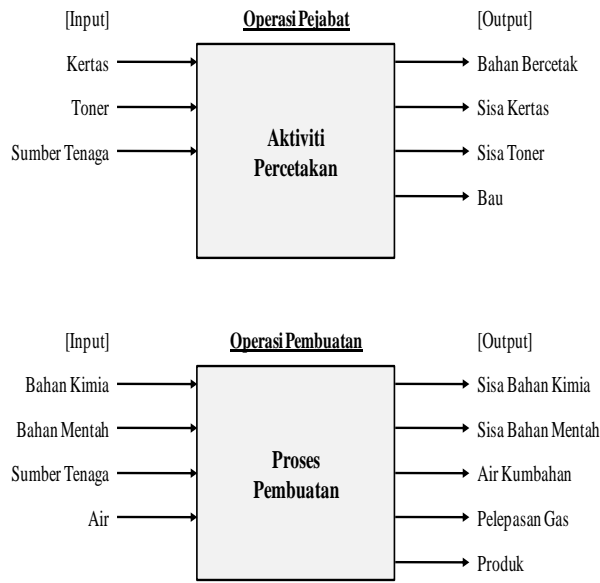 [Input] Operasi Pejabat [Output]
Kertas Bahan Bercetak
Toner Sisa Kertas
Sumber Tenaga Sisa Toner
Aktiviti
Percetakan
Bau
[Input] Operasi Pembuatan [Output]
Bahan Kimia Sisa Bahan Kimia
Bahan Mentah Sisa Bahan Mentah
Proses
Pembuatan
Sumber Tenaga Air Kumbahan
Air Pelepasan Gas
Produk